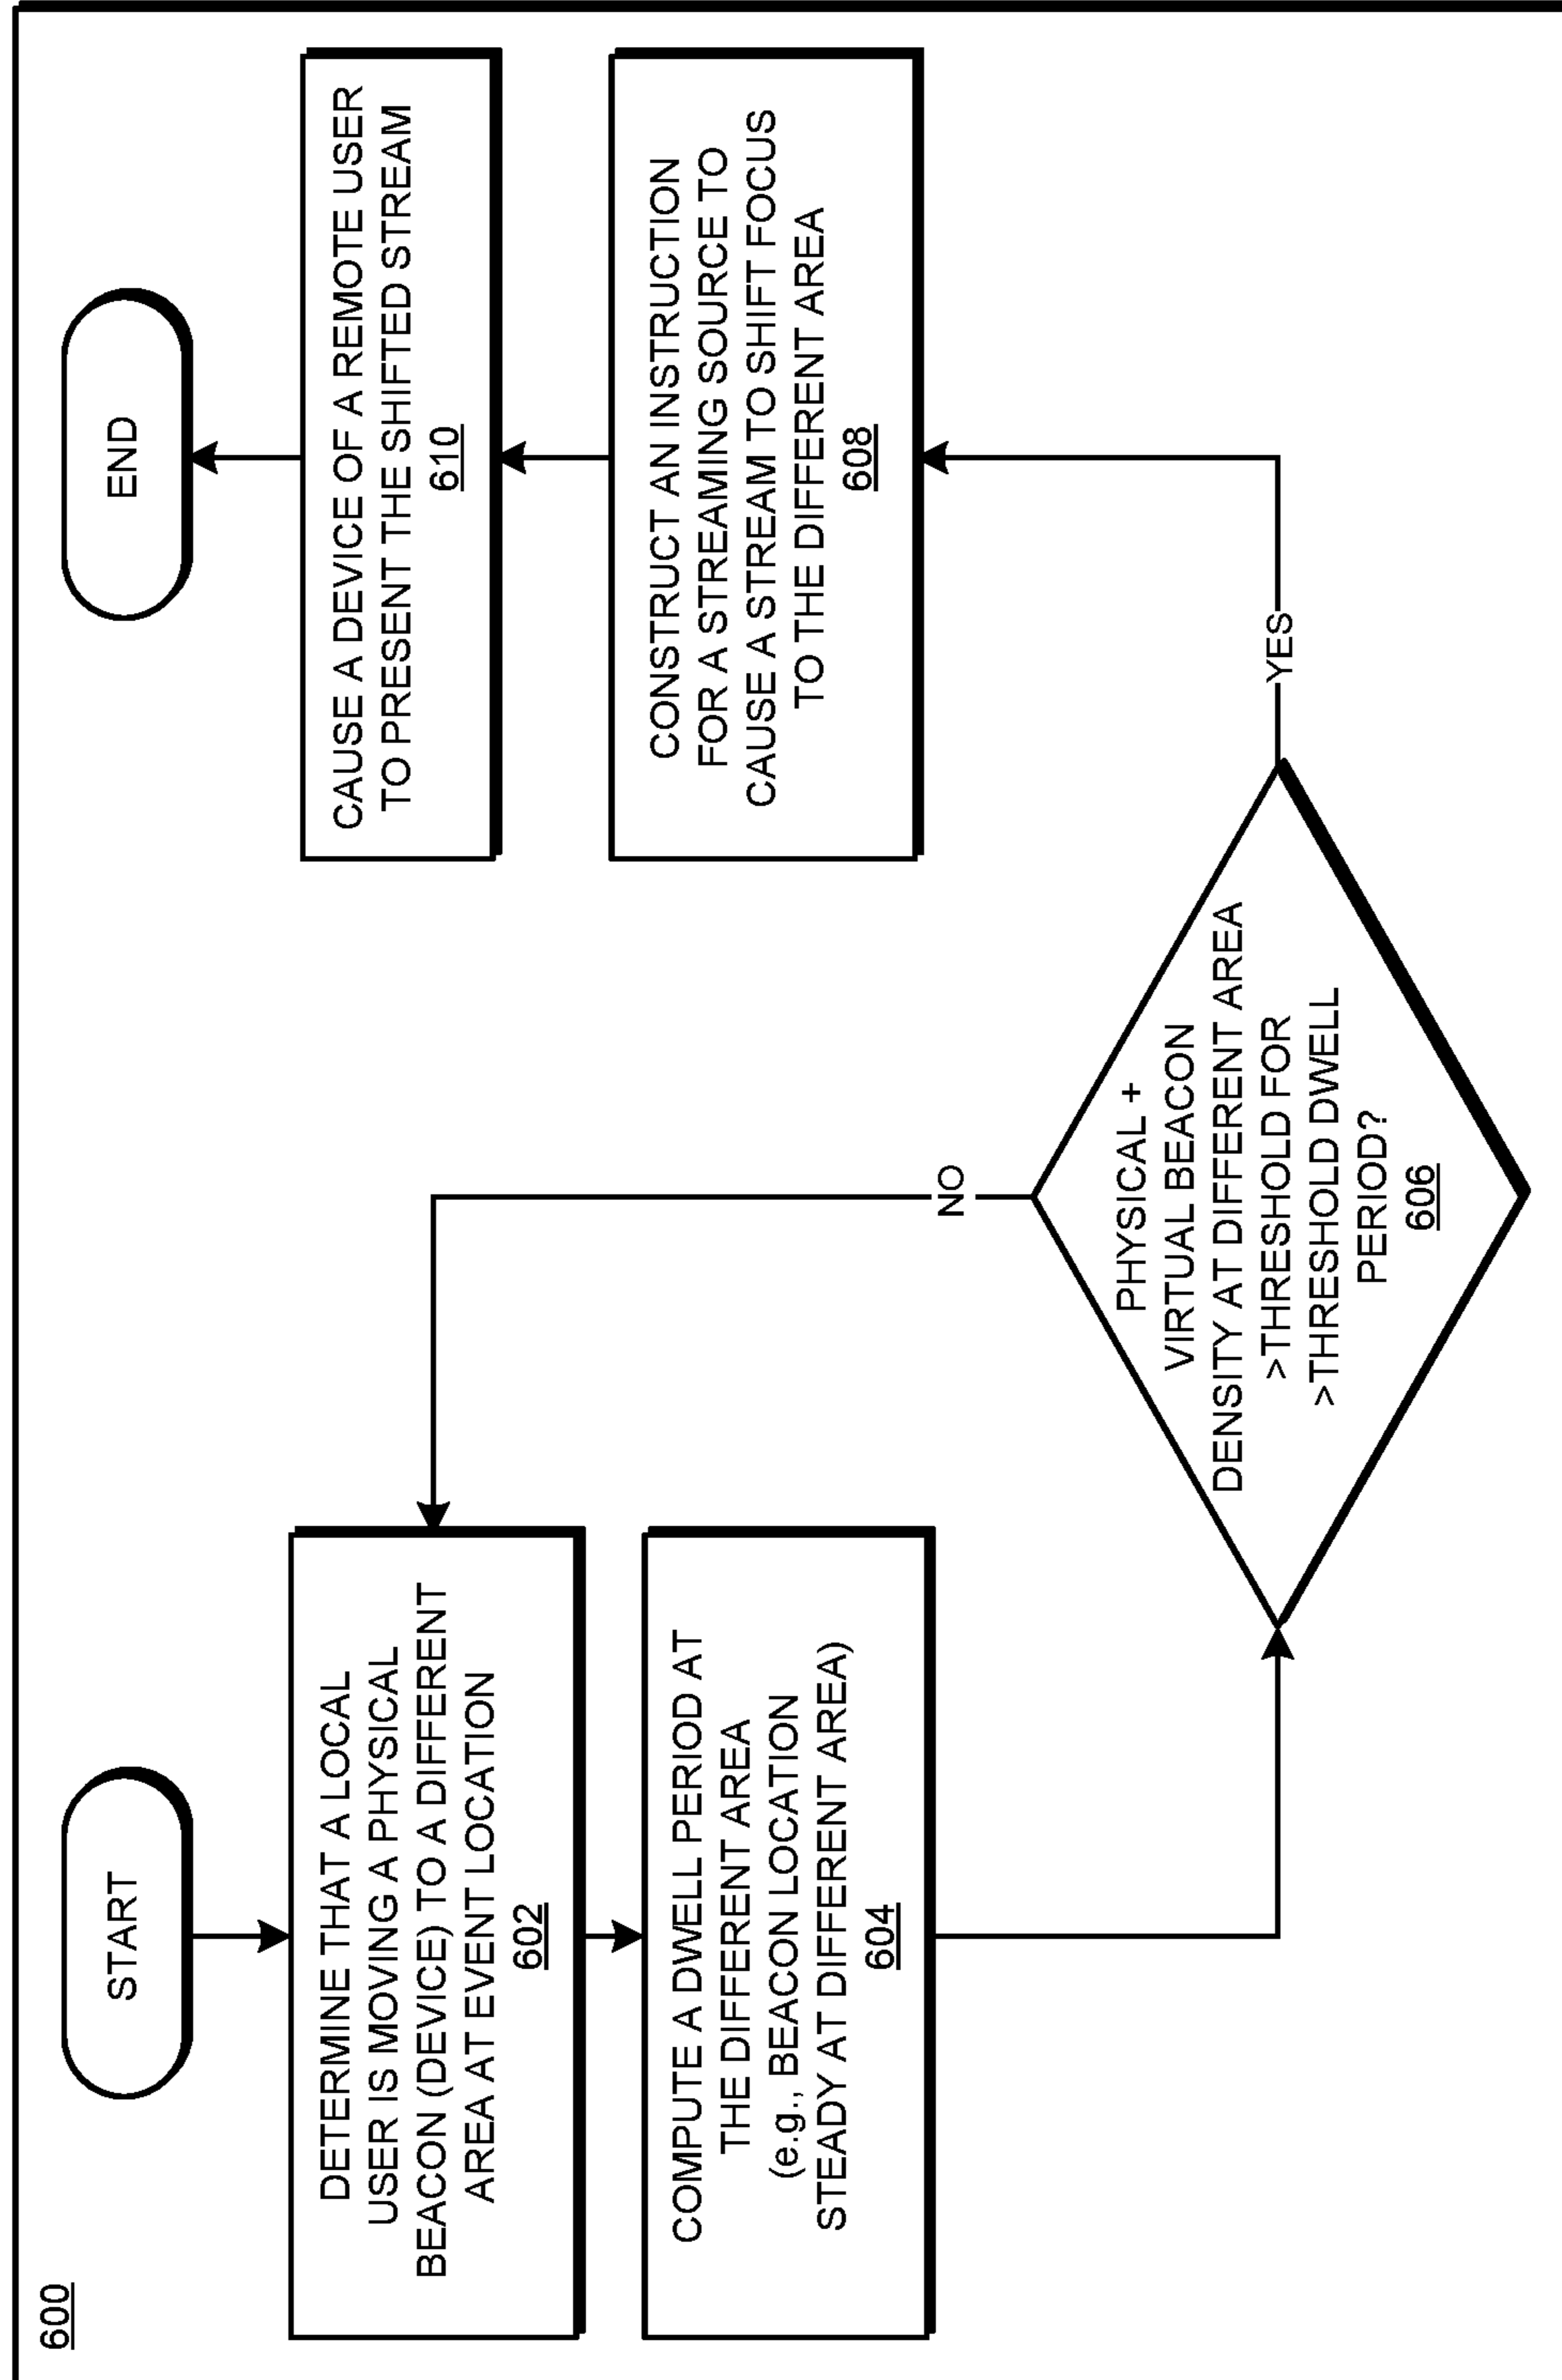 600
START
DETERMINE THAT A LOCAL
USER IS MOVING A PHYSICAL
BEACON (DEVICE) TO A DIFFERENT
AREA AT EVENT LOCATION
602
COMPUTE A DWELL PERIOD AT
THE DIFFERENT AREA
(e.g., BEACON LOCATION
STEADY AT DIFFERENT AREA)
604
PHYSICAL +
VIRTUAL BEACON
DENSITY AT DIFFERENT AREA
>THRESHOLD FOR
>THRESHOLD DWELL
PERIOD?
606
NO
YES
CONSTRUCT AN INSTRUCTION
FOR A STREAMING SOURCE TO
CAUSE A STREAM TO SHIFT FOCUS
TO THE DIFFERENT AREA
608
CAUSE A DEVICE OF A REMOTE USER
TO PRESENT THE SHIFTED STREAM
610
END